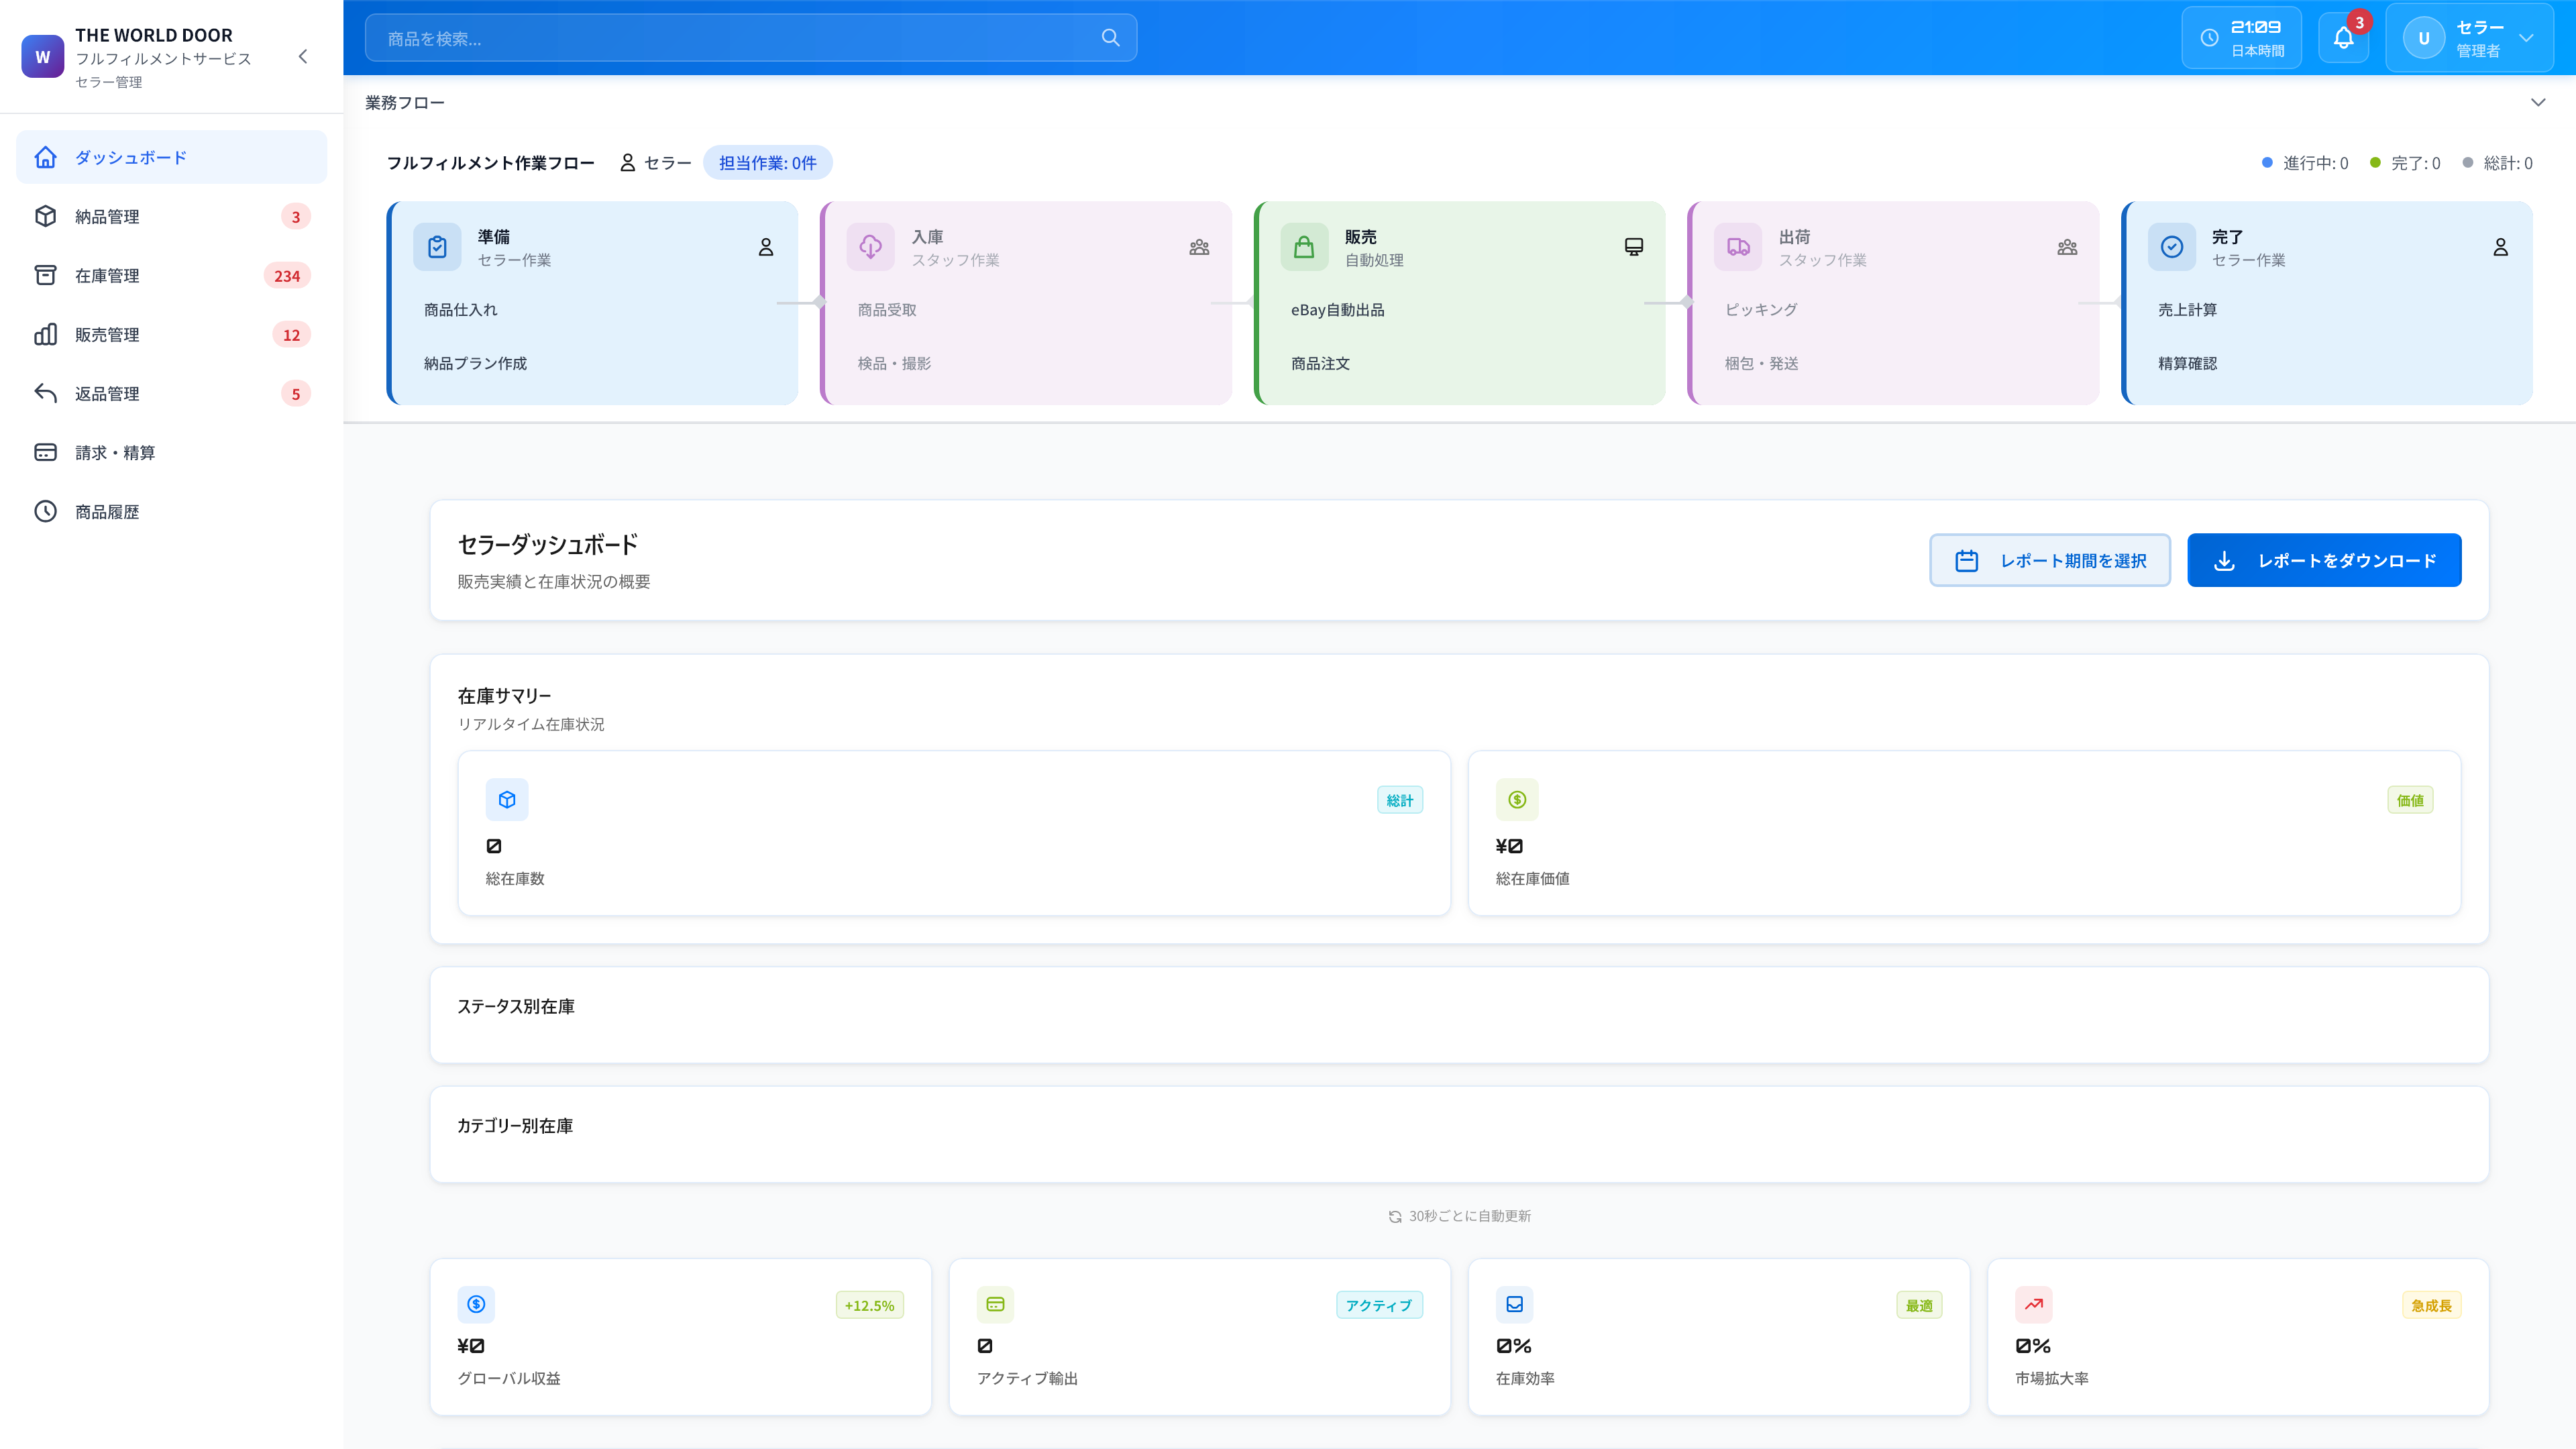 W
THE WORLD DOOR
フルフィルメントサービス
セラー管理
ダッシュボード
納品管理
3
在庫管理
234
販売管理
12
返品管理
5
請求・精算
商品履歴
商品を検索...
21:09
日本時間
3
U
セラー
管理者
業務フロー
フルフィルメント作業フロー
セラー
担当作業: 0件
進行中: 0
完了: 0
総計: 0
準備
セラー作業
商品仕入れ
納品プラン作成
入庫
スタッフ作業
商品受取
検品・撮影
販売
自動処理
eBay自動出品
商品注文
出荷
スタッフ作業
ピッキング
梱包・発送
完了
セラー作業
売上計算
精算確認
セラーダッシュボード
販売実績と在庫状況の概要
レポート期間を選択
レポートをダウンロード
在庫サマリー
リアルタイム在庫状況
総計
0
総在庫数
価値
¥0
総在庫価値
ステータス別在庫
カテゴリー別在庫
30秒ごとに自動更新
+12.5%
¥0
グローバル収益
アクティブ
0
アクティブ輸出
最適
0%
在庫効率
急成長
0%
市場拡大率